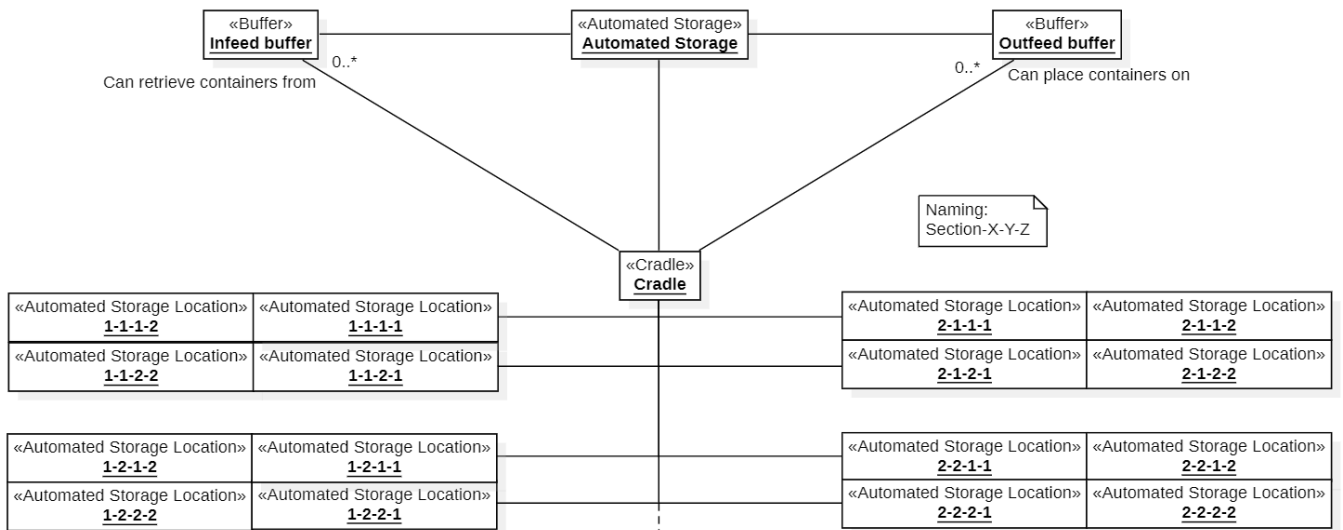 «Buffer»
Infeed buffer
«Automated Storage»
Automated Storage
«Buffer»
Outfeed buffer
0..*
Can retrieve containers from
0..*
Can place containers on
Naming:
Section-X-Y-Z
«Cradle»
Cradle
«Automated Storage Location»
1-1-1-2
«Automated Storage Location»
1-1-1-1
«Automated Storage Location»
2-1-1-1
«Automated Storage Location»
2-1-1-2
«Automated Storage Location»
1-1-2-2
«Automated Storage Location»
1-1-2-1
«Automated Storage Location»
2-1-2-1
«Automated Storage Location»
2-1-2-2
«Automated Storage Location»
1-2-1-2
«Automated Storage Location»
1-2-1-1
«Automated Storage Location»
2-2-1-1
«Automated Storage Location»
2-2-1-2
«Automated Storage Location»
1-2-2-2
«Automated Storage Location»
1-2-2-1
«Automated Storage Location»
2-2-2-1
«Automated Storage Location»
2-2-2-2